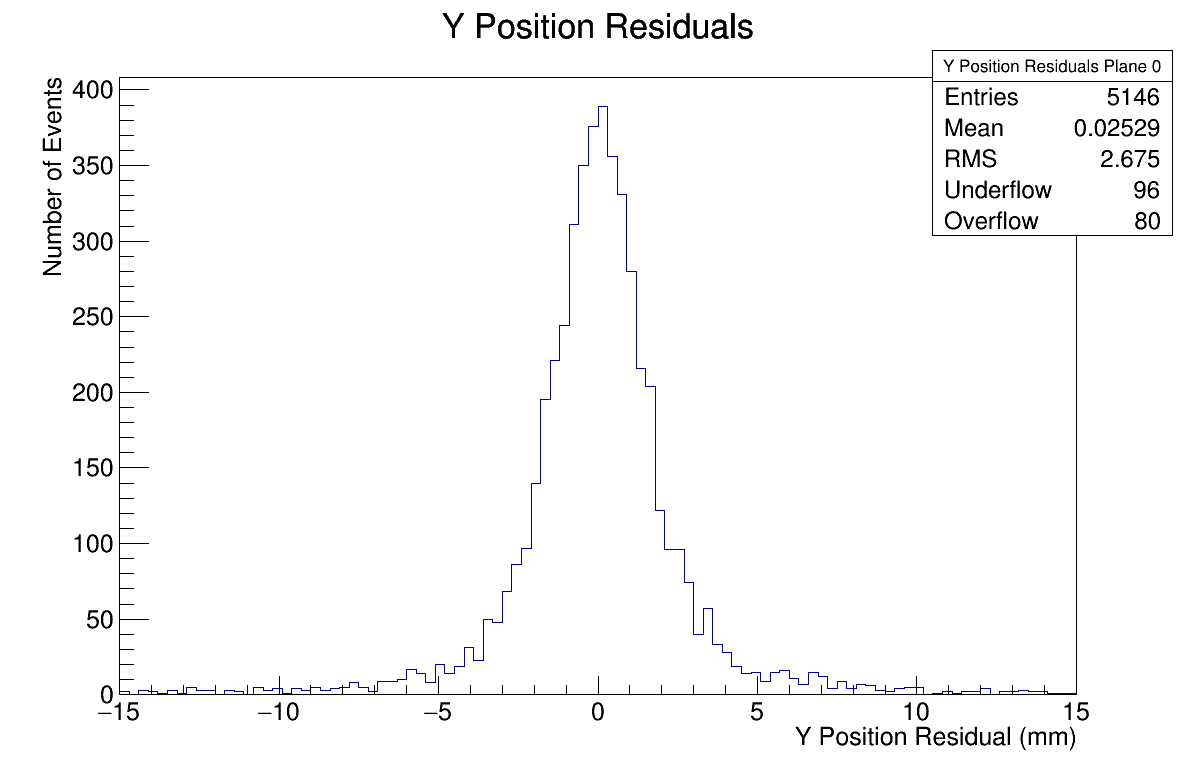 Y Position Residuals
Y Position Residuals Plane 0
Entries 5146
Mean 0.02529
RMS 2.675
Underflow 96
Overflow 80
Number of Events
400
350
300
250
200
150
100
50
0
−15 −10 −5 0 5 10 15
Y Position Residual (mm)